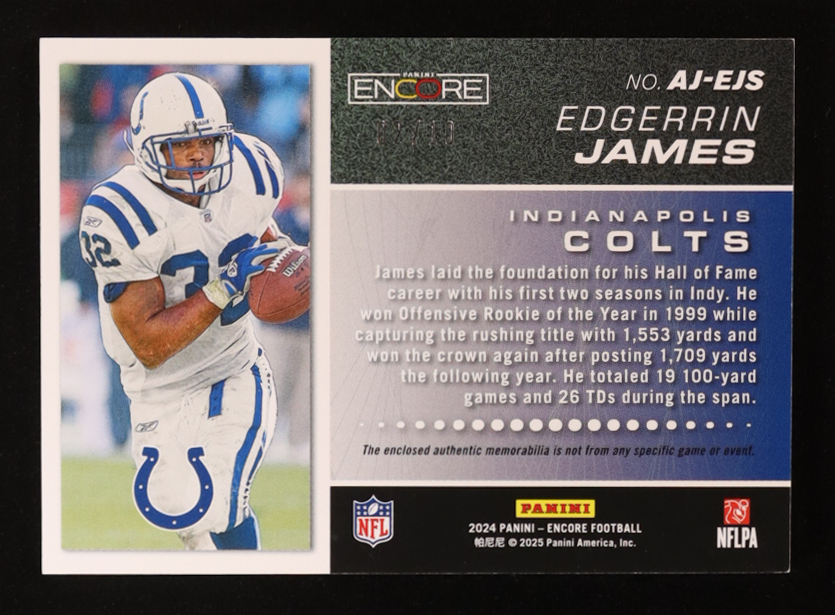 PANINI
ENCORE
NO. AJ-EJS
EDGERRIN
JAMES
INDIANAPOLIS
COLTS
James laid the foundation for his Hall of Fame
career with his first two seasons in Indy. He
won Offensive Rookie of the Year in 1999 while
capturing the rushing title with 1,553 yards and
won the crown again after posting 1,709 yards
the following year. He totaled 19 100-yard
games and 26 TDs during the span.
The enclosed authentic memorabilia is not from any specific game or event.
32
32
Wilson
NFL
PANINI
2024 PANINI – ENCORE FOOTBALL
帕尼尼 © 2025 Panini America, Inc.
NFLPA